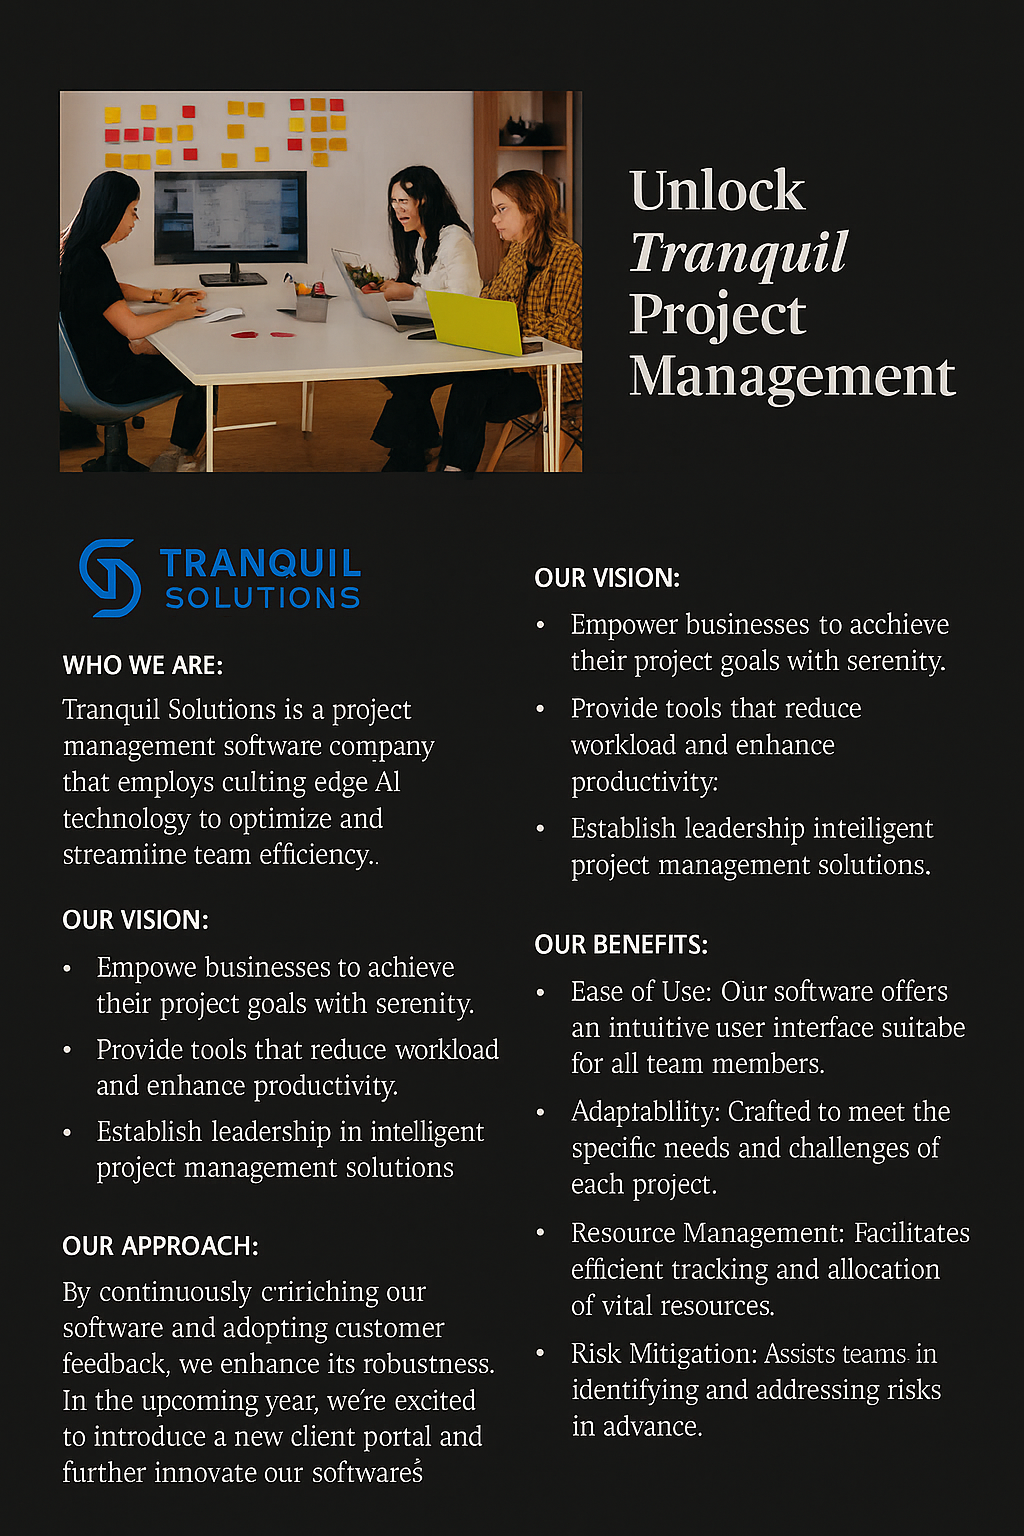 Unlock
Tranquil
Project
Management
TRANQUIL
SOLUTIONS
WHO WE ARE:
Tranquil Solutions is a project
management software company
that employs culting edge Al
technology to optimize and
streamiine team efficiency..
OUR VISION:
• Empowe businesses to achieve
their project goals with serenity.
• Provide tools that reduce workload
and enhance productivity.
• Establish leadership in intelligent
project management solutions
OUR APPROACH:
By continuously cririching our
software and adopting customer
feedback, we enhance its robustness.
In the upcoming year, we're excited
to introduce a new client portal and
further innovate our softwareś
OUR VISION:
• Empower businesses to acchieve
their project goals with serenity.
• Provide tools that reduce
workload and enhance
productivity:
• Establish leadership inteiligent
project management solutions.
OUR BENEFITS:
• Ease of Use: Our software offers
an intuitive user interface suitabe
for all team members.
• Adaptabllity: Crafted to meet the
specific needs and challenges of
each project.
• Resource Management: Facilitates
efficient tracking and allocation
of vital resources.
• Risk Mitigation: Assists teams in
identifying and addressing risks
in advance.